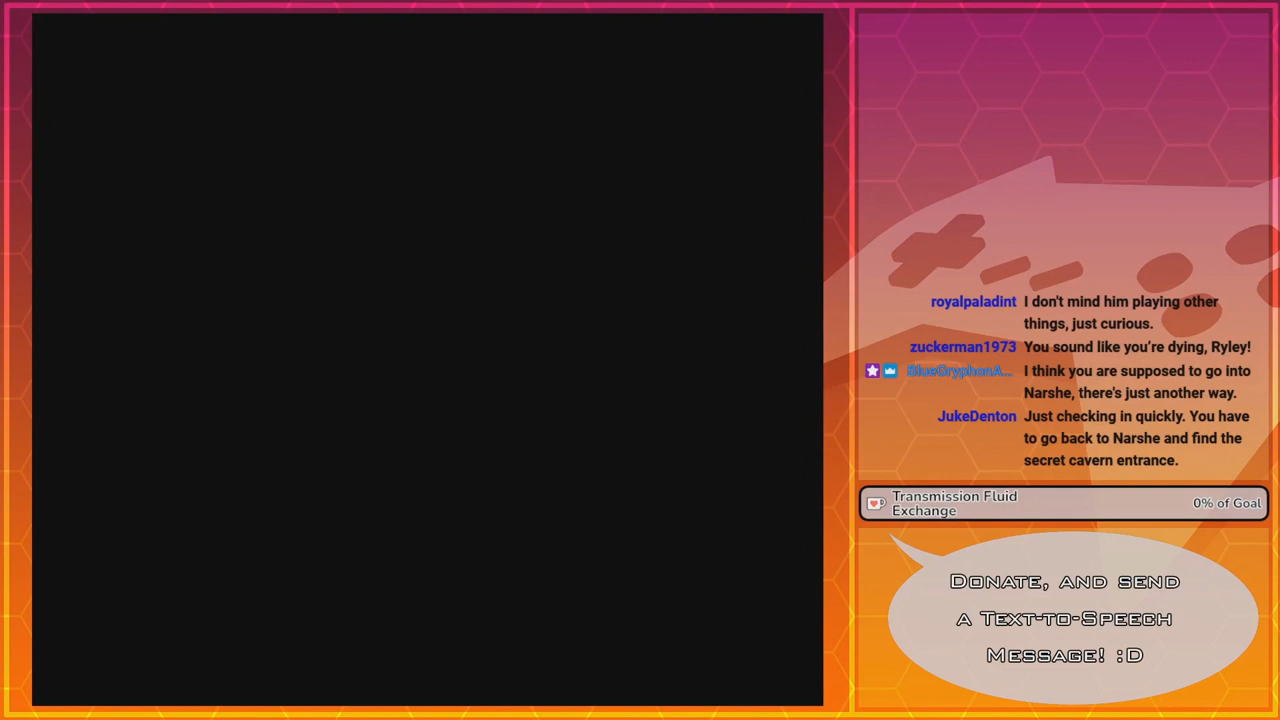 royalpaladint I don't mind him playing other
things, just curious.
zuckerman1973 You sound like you’re dying, Ryley!
BlueGryphonA... I think you are supposed to go into
Narshe, there's just another way.
JukeDenton Just checking in quickly. You have
to go back to Narshe and find the
secret cavern entrance.
Transmission Fluid
Exchange 0% of Goal
Donate, and send
a Text-to-Speech
Message! :D